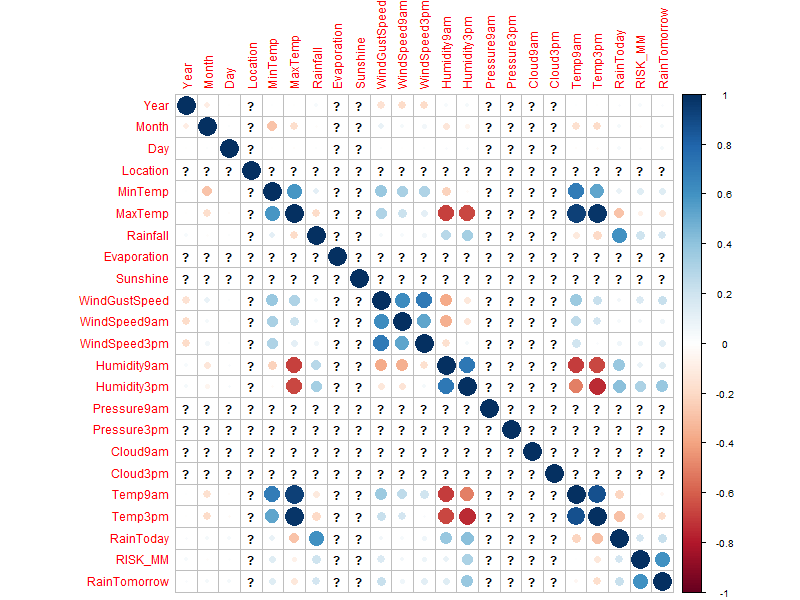 Year
Month
Day
Location
MinTemp
MaxTemp
Rainfall
Evaporation
Sunshine
WindGustSpeed
WindSpeed9am
WindSpeed3pm
Humidity9am
Humidity3pm
Pressure9am
Pressure3pm
Cloud9am
Cloud3pm
Temp9am
Temp3pm
RainToday
RISK_MM
RainTomorrow
Year ? ? ? ? ? ? ?
Month ? ? ? ? ? ? ?
Day ? ? ? ? ? ? ?
Location ? ? ? ? ? ? ? ? ? ? ? ? ? ? ? ? ? ? ? ? ? ?
MinTemp ? ? ? ? ? ? ?
MaxTemp ? ? ? ? ? ? ?
Rainfall ? ? ? ? ? ? ?
Evaporation ? ? ? ? ? ? ? ? ? ? ? ? ? ? ? ? ? ? ? ? ? ?
Sunshine ? ? ? ? ? ? ? ? ? ? ? ? ? ? ? ? ? ? ? ? ? ?
WindGustSpeed ? ? ? ? ? ? ?
WindSpeed9am ? ? ? ? ? ? ?
WindSpeed3pm ? ? ? ? ? ? ?
Humidity9am ? ? ? ? ? ? ?
Humidity3pm ? ? ? ? ? ? ?
Pressure9am ? ? ? ? ? ? ? ? ? ? ? ? ? ? ? ? ? ? ? ? ? ?
Pressure3pm ? ? ? ? ? ? ? ? ? ? ? ? ? ? ? ? ? ? ? ? ? ?
Cloud9am ? ? ? ? ? ? ? ? ? ? ? ? ? ? ? ? ? ? ? ? ? ?
Cloud3pm ? ? ? ? ? ? ? ? ? ? ? ? ? ? ? ? ? ? ? ? ? ?
Temp9am ? ? ? ? ? ? ?
Temp3pm ? ? ? ? ? ? ?
RainToday ? ? ? ? ? ? ?
RISK_MM ? ? ? ? ? ? ?
RainTomorrow ? ? ? ? ? ? ?
1
0.8
0.6
0.4
0.2
0
-0.2
-0.4
-0.6
-0.8
-1